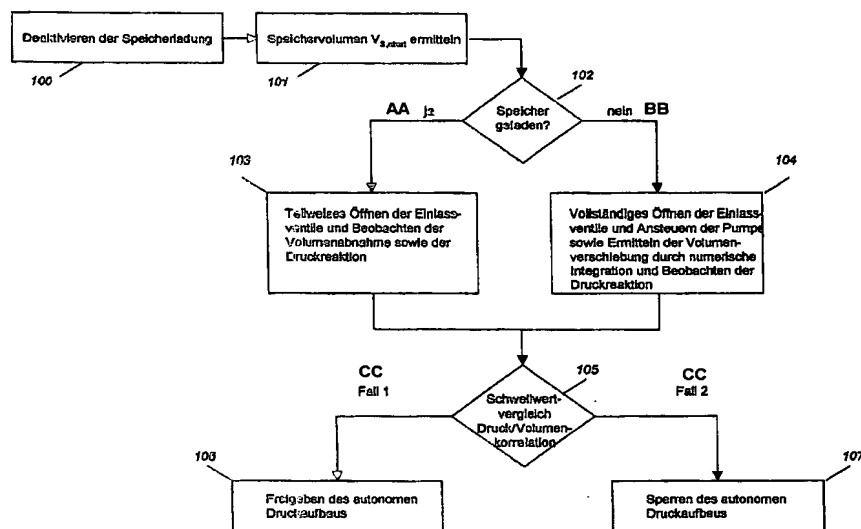 Deaktivieren der Speicherladung
Speichervolumen V_S,start ermitteln
100
101
102
Speicher
geladen?
AA ja
nein BB
103
104
Teilweises Öffnen der Einlass-
ventile und Beobachten der
Volumenabnahme sowie der
Druckreaktion
Vollständiges Öffnen der Einlass-
ventile und Ansteuern der Pumpe
sowie Ermitteln der Volumen-
verschiebung durch numerische
Integration und Beobachten der
Druckreaktion
CC
Fall 1
105
CC
Fall 2
Schwellwert-
vergleich
Druck/Volumen-
korrelation
106
107
Freigeben des autonomen
Druckaufbaus
Sperren des autonomen
Druckaufbaus